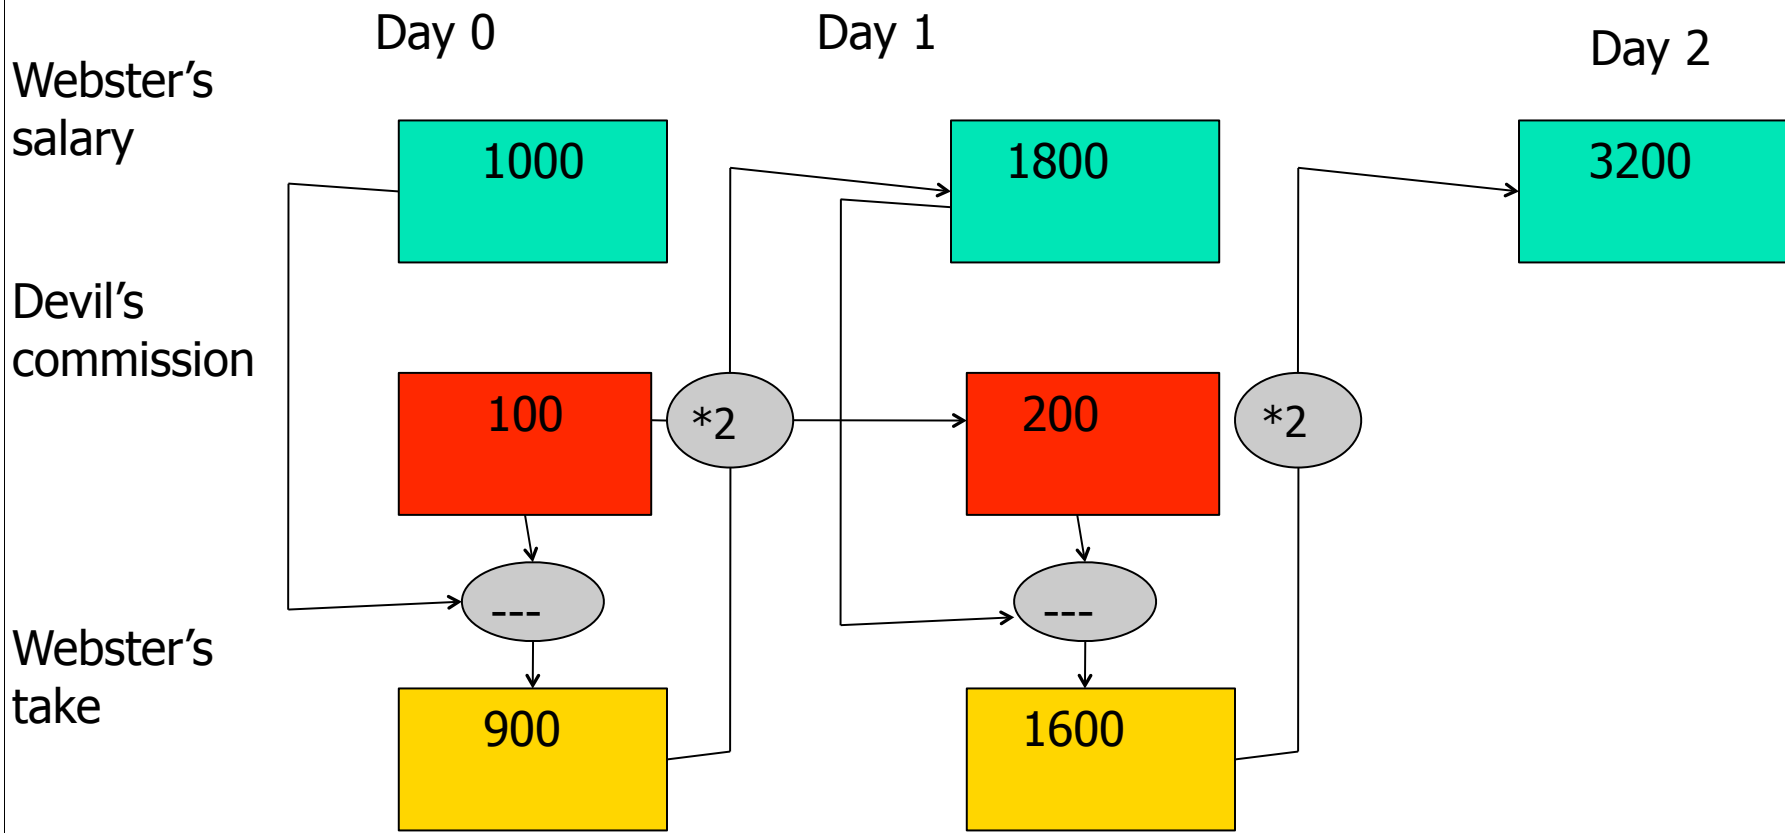 Day 0
Day 1
Day 2
Webster’s
salary
1000
1800
3200
Devil’s
commission
100
*2
200
*2
---
---
Webster’s
take
900
1600